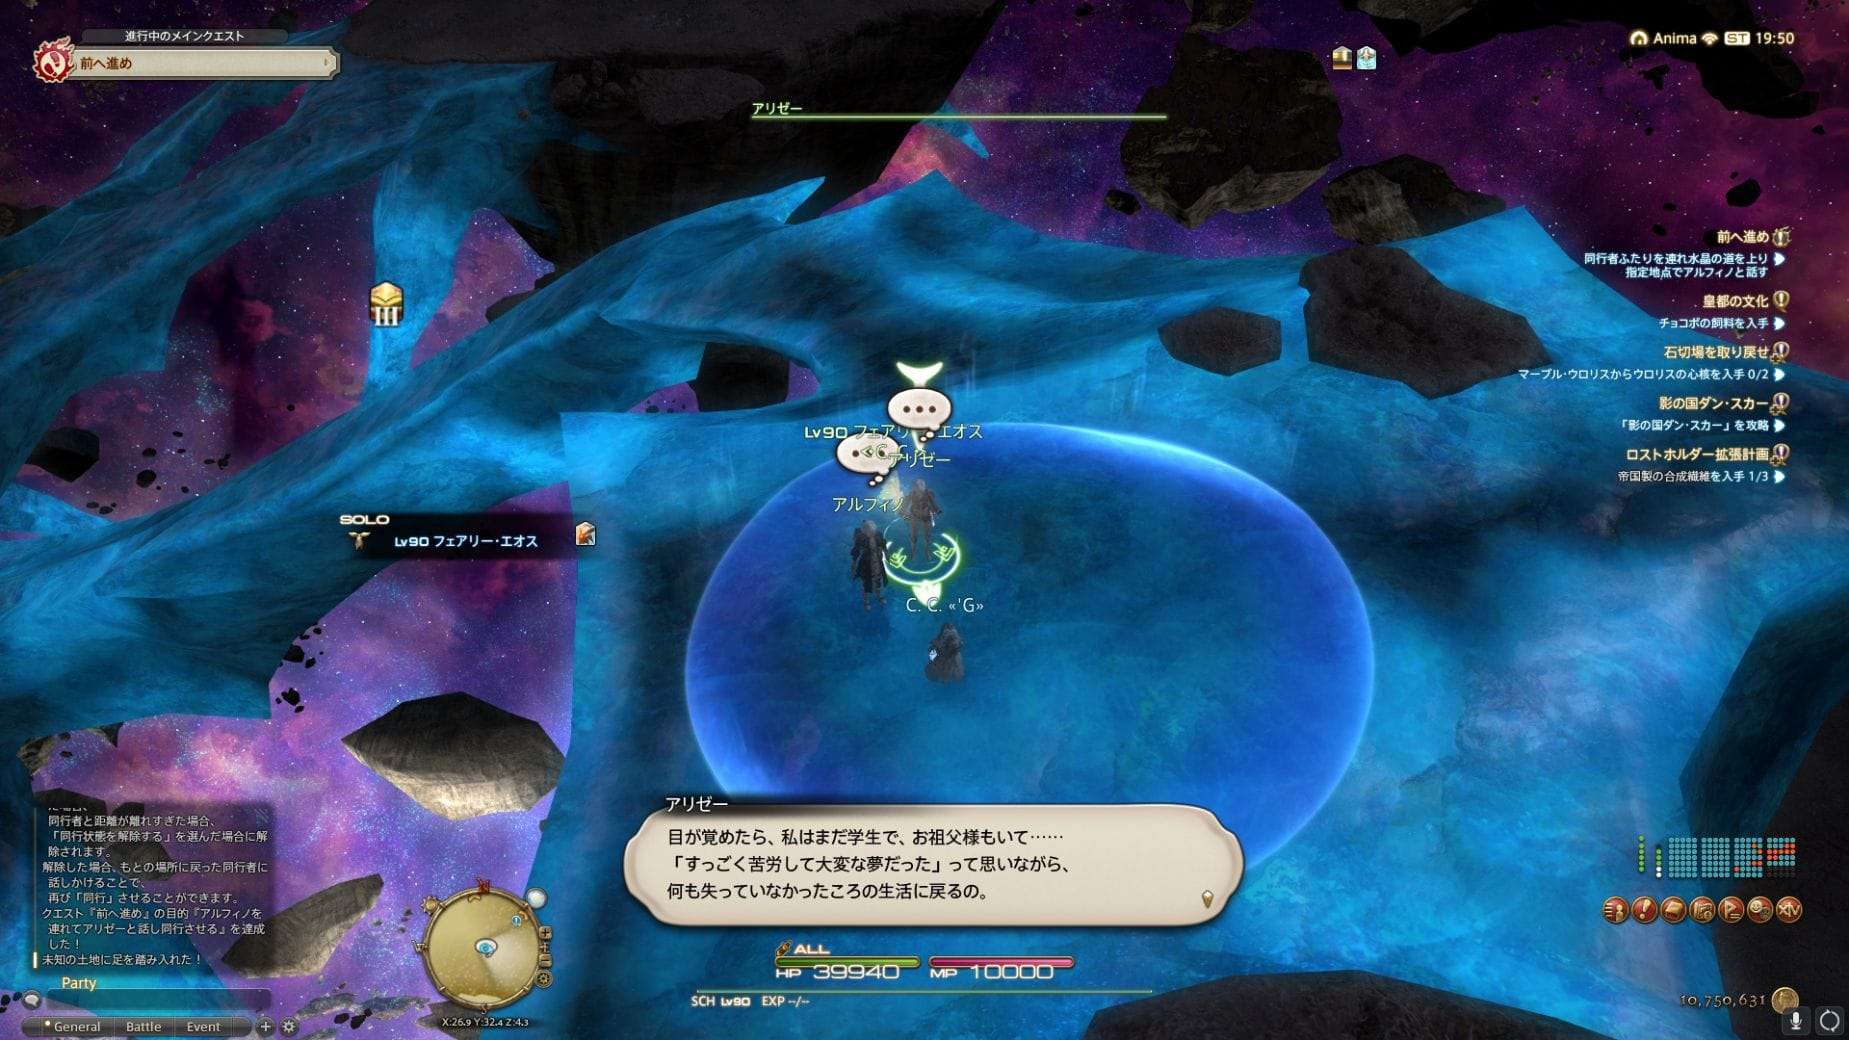 進行中のメインクエスト
前へ進め
Anima ST 19:50
アリゼー
前へ進め
同行者ふたりを連れ水晶の道を上り
指定地点でアルフィノと話す
皇都の文化
チョコボの飼料を入手
石切場を取り戻せ
マーブル・ウロリスからウロリスの心核を入手 0/2
影の国ダン・スカー
「影の国ダン・スカー」を攻略
ロストホルダー拡張計画
帝国製の合成繊維を入手 1/3
III
Lv90 フェアリー・エオス
アリゼー
アルフィノ
SOLO
Lv90 フェアリー・エオス
C. C. «'G»
アリゼー
目が覚めたら、私はまだ学生で、お祖父様もいて……
「すっごく苦労して大変な夢だった」って思いながら、
何も失っていなかったころの生活に戻るの。
同行者と距離が離れすぎた場合、
「同行状態を解除する」を選んだ場合に解
除されます。
解除した場合、もとの場所に戻った同行者に
話しかけることで、
再び「同行」させることができます。
クエスト『前へ進め』の目的『アルフィノを
連れてアリゼーと話し同行させる』を達成
した！
未知の土地に足を踏み入れた！
Party
General Battle Event
X:26.9 Y:32.4 Z:4.3
ALL
HP 39940 MP 10000
SCH Lv90 EXP --/--
XIV
10,750,631